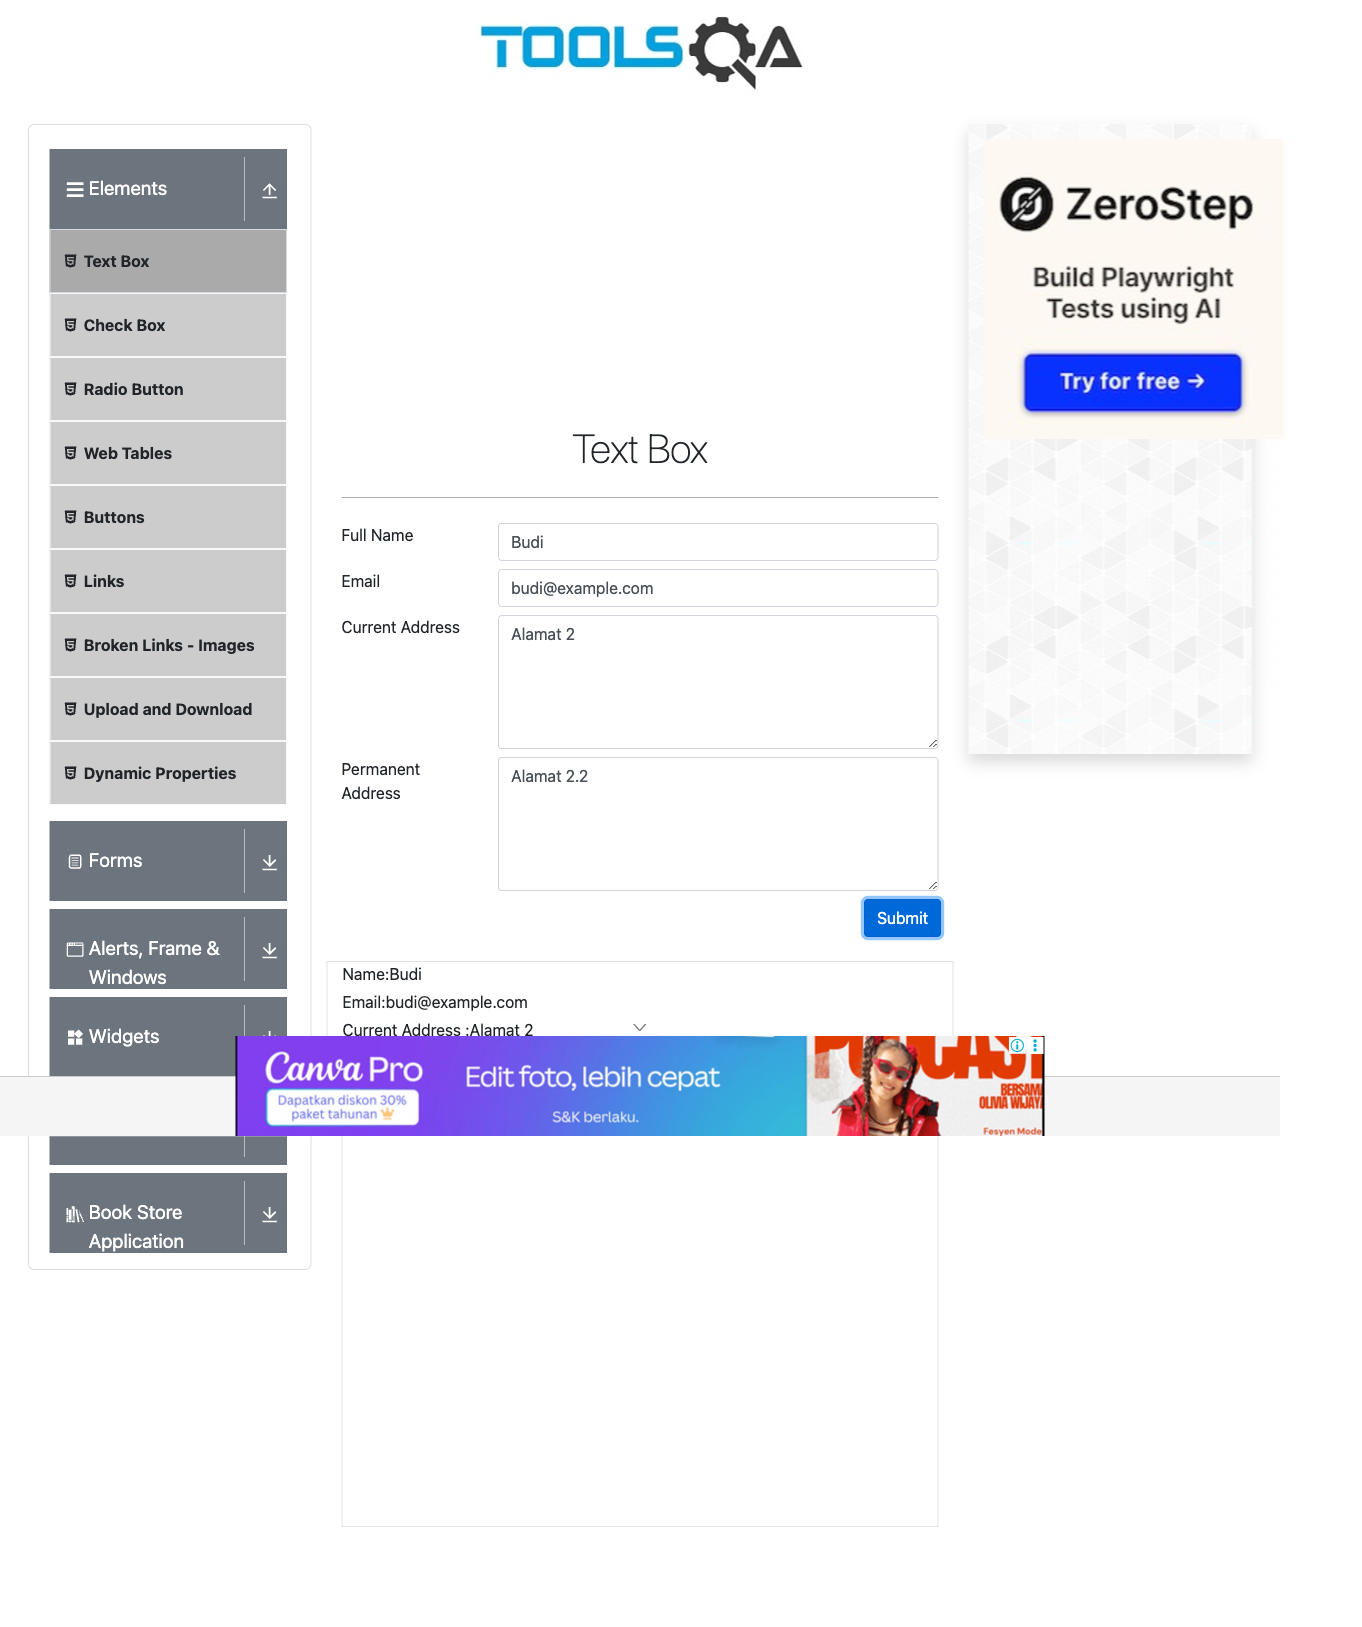 TOOLSQA
Elements
Text Box
Check Box
Radio Button
Web Tables
Buttons
Links
Broken Links - Images
Upload and Download
Dynamic Properties
Forms
Alerts, Frame &
Windows
Widgets
Book Store
Application
Text Box
Full Name
Budi
Email
budi@example.com
Current Address
Alamat 2
Permanent
Address
Alamat 2.2
Submit
Name:Budi
Email:budi@example.com
Current Address :Alamat 2
ZeroStep
Build Playwright
Tests using AI
Try for free →
Canva Pro
Dapatkan diskon 30%
paket tahunan
Edit foto, lebih cepat
S&K berlaku.
PODCAST
BERSAMA
OLIVIA WIJAYA
Fesyen Mode